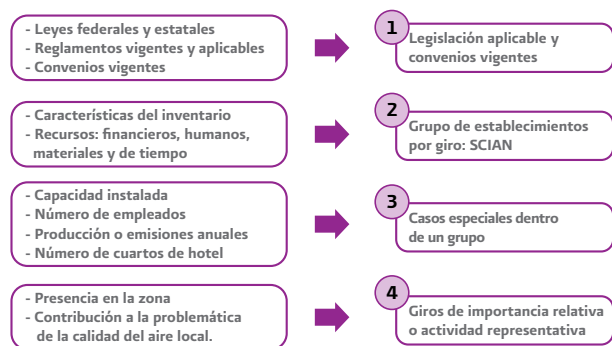 - Leyes federales y estatales
- Reglamentos vigentes y aplicables
- Convenios vigentes
1
Legislación aplicable y
convenios vigentes
- Características del inventario
- Recursos: financieros, humanos,
materiales y de tiempo
2
Grupo de establecimientos
por giro: SCIAN
- Capacidad instalada
- Número de empleados
- Producción o emisiones anuales
- Número de cuartos de hotel
3
Casos especiales dentro
de un grupo
- Presencia en la zona
- Contribución a la problemática
de la calidad del aire local.
4
Giros de importancia relativa
o actividad representativa